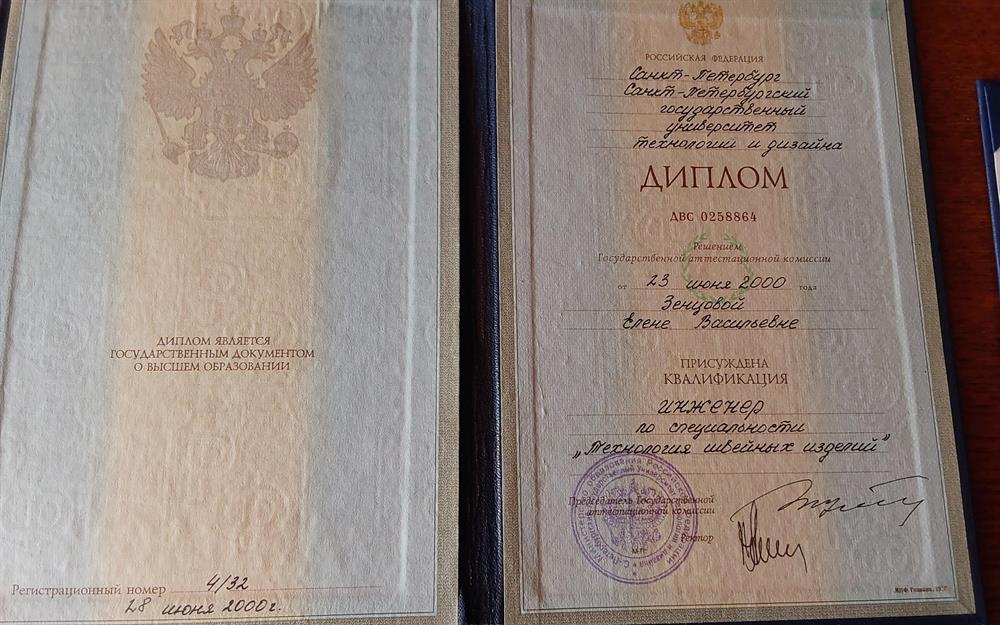 ДИПЛОМ ЯВЛЯЕТСЯ
ГОСУДАРСТВЕННЫМ ДОКУМЕНТОМ
О ВЫСШЕМ ОБРАЗОВАНИИ
Регистрационный номер 4/32
28 июня 2000г.
РОССИЙСКАЯ ФЕДЕРАЦИЯ
Санкт-Петербург
Санкт-Петербургский
государственный
университет
технологии и дизайна
ДИПЛОМ
ДВС 0258864
Решением
Государственной аттестационной комиссии
от 23 июня 2000 года
Зенцовой
Елене Васильевне
ПРИСУЖДЕНА
КВАЛИФИКАЦИЯ
инженер
по специальности
„Технология швейных изделий"
Председатель Государственной
аттестационной комиссии
Ректор